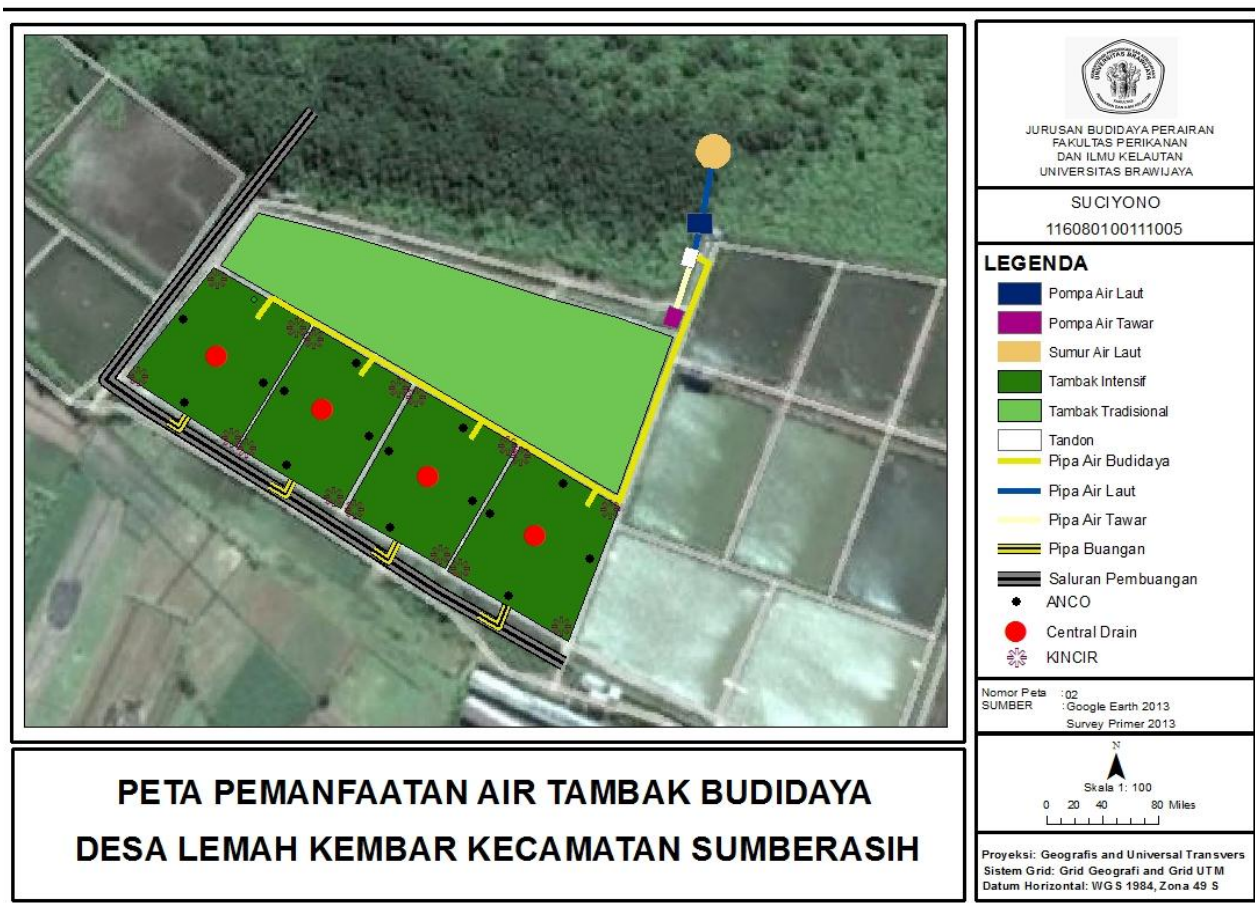 UNIVERSITAS BRAWIJAYA
JURUSAN BUDIDAYA PERAIRAN
FAKULTAS PERIKANAN
DAN ILMU KELAUTAN
UNIVERSITAS BRAWIJAYA
SUCIYONO
116080100111005
LEGENDA
Pompa Air Laut
Pompa Air Tawar
Sumur Air Laut
Tambak Intensif
Tambak Tradisional
Tandon
Pipa Air Budidaya
Pipa Air Laut
Pipa Air Tawar
Pipa Buangan
Saluran Pembuangan
ANCO
Central Drain
KINCIR
Nomor Peta : 02
SUMBER : Google Earth 2013
Survey Primer 2013
N
Skala 1: 100
0 20 40 80 Miles
Proyeksi: Geografis and Universal Transvers
Sistem Grid: Grid Geografi and Grid UTM
Datum Horizontal: WGS 1984, Zona 49 S
PETA PEMANFAATAN AIR TAMBAK BUDIDAYA
DESA LEMAH KEMBAR KECAMATAN SUMBERASIH